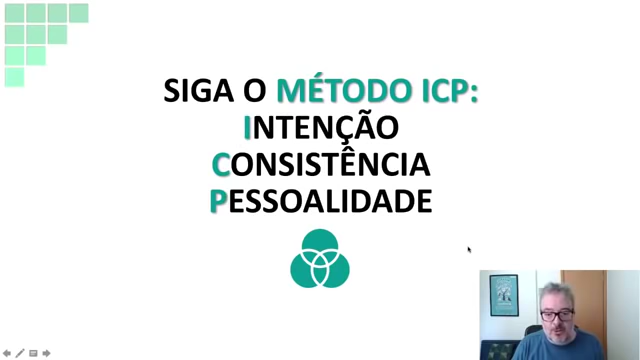 SIGA O MÉTODO ICP:
INTENÇÃO
CONSISTÊNCIA
PESSOALIDADE